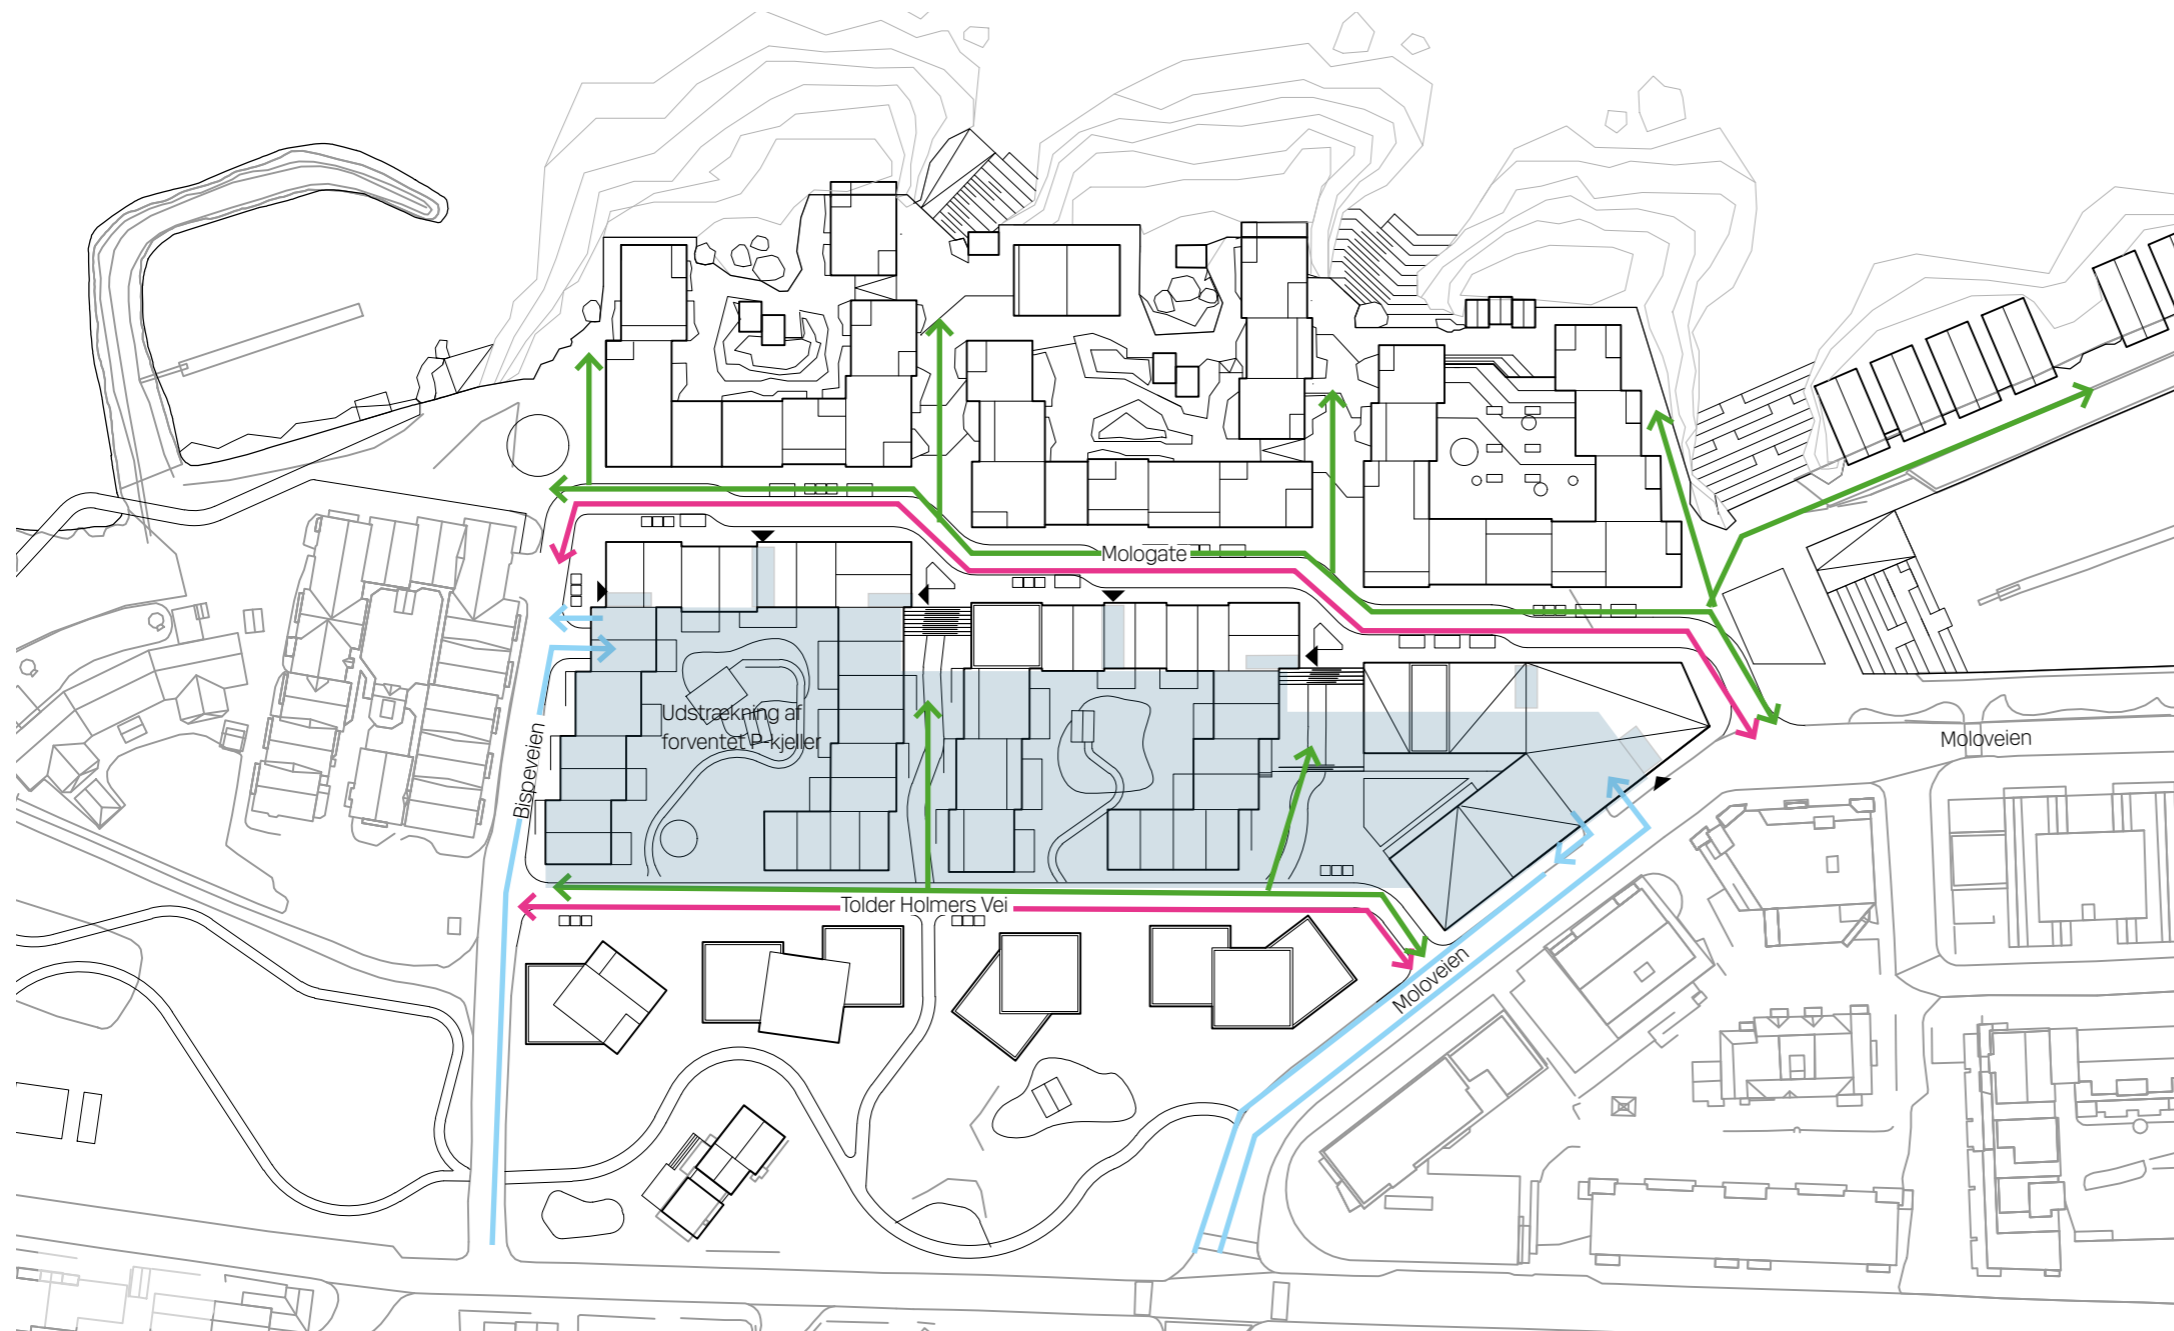 Mologate
Udstrækning af
forventet P-kjeller
Bispeveien
Moloveien
Tolder Holmers Vei
Moloveien